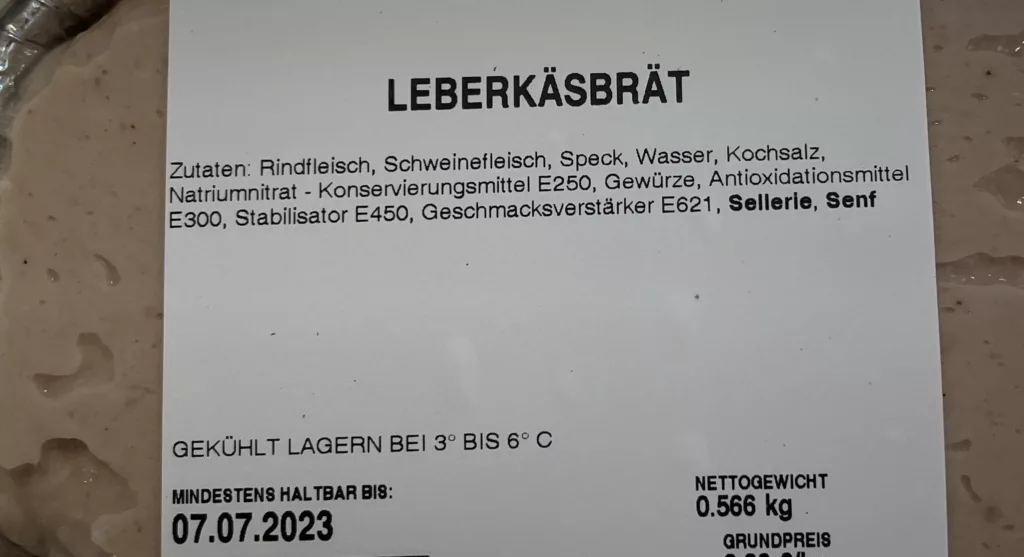 LEBERKÄSBRÄT
Zutaten: Rindfleisch, Schweinefleisch, Speck, Wasser, Kochsalz,
Natriumnitrat - Konservierungsmittel E250, Gewürze, Antioxidationsmittel
E300, Stabilisator E450, Geschmacksverstärker E621, Sellerie, Senf
GEKÜHLT LAGERN BEI 3° BIS 6° C
MINDESTENS HALTBAR BIS:
07.07.2023
NETTOGEWICHT
0.566 kg
GRUNDPREIS